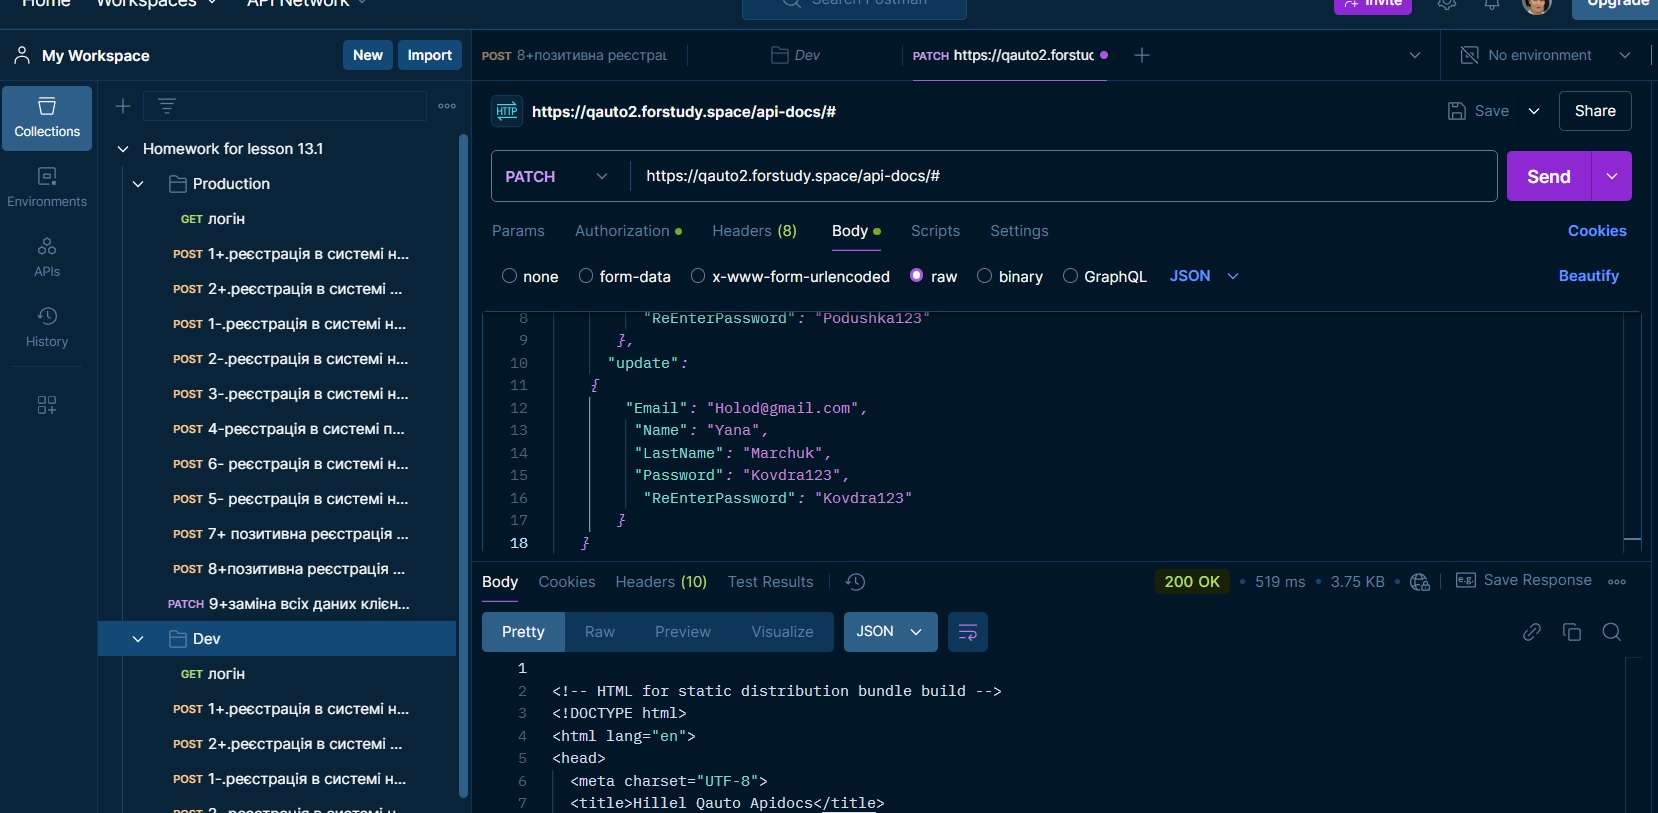 Home Workspaces API Network Search Postman Invite Upgrade
My Workspace New Import
POST 8+позитивна реєстрац Dev PATCH https://qauto2.forstuc No environment
Collections
Environments
APIs
History
Homework for lesson 13.1
Production
GET логін
POST 1+.реєстрація в системі н...
POST 2+.реєстрація в системі ...
POST 1-.реєстрація в системі н...
POST 2-.реєстрація в системі н...
POST 3-.реєстрація в системі н...
POST 4-реєстрація в системі п...
POST 6- реєстрація в системі н...
POST 5- реєстрація в системі н...
POST 7+ позитивна реєстрація ...
POST 8+позитивна реєстрація ...
PATCH 9+заміна всіх даних клієн...
Dev
GET логін
POST 1+.реєстрація в системі н...
POST 2+.реєстрація в системі ...
POST 1-.реєстрація в системі н...
POST 2-.реєстрація в системі н...
HTTP https://qauto2.forstudy.space/api-docs/# Save Share
PATCH https://qauto2.forstudy.space/api-docs/# Send
Params Authorization Headers (8) Body Scripts Settings Cookies
none form-data x-www-form-urlencoded raw binary GraphQL JSON Beautify
8 "ReEnterPassword": "Podushka123"
9 },
10 "update":
11 {
12 "Email": "Holod@gmail.com",
13 "Name": "Yana",
14 "LastName": "Marchuk",
15 "Password": "Kovdra123",
16 "ReEnterPassword": "Kovdra123"
17 }
18 }
Body Cookies Headers (10) Test Results 200 OK • 519 ms • 3.75 KB • e.g. Save Response
Pretty Raw Preview Visualize JSON
1
2 <!-- HTML for static distribution bundle build -->
3 <!DOCTYPE html>
4 <html lang="en">
5 <head>
6 <meta charset="UTF-8">
7 <title>Hillel Qauto Apidocs</title>